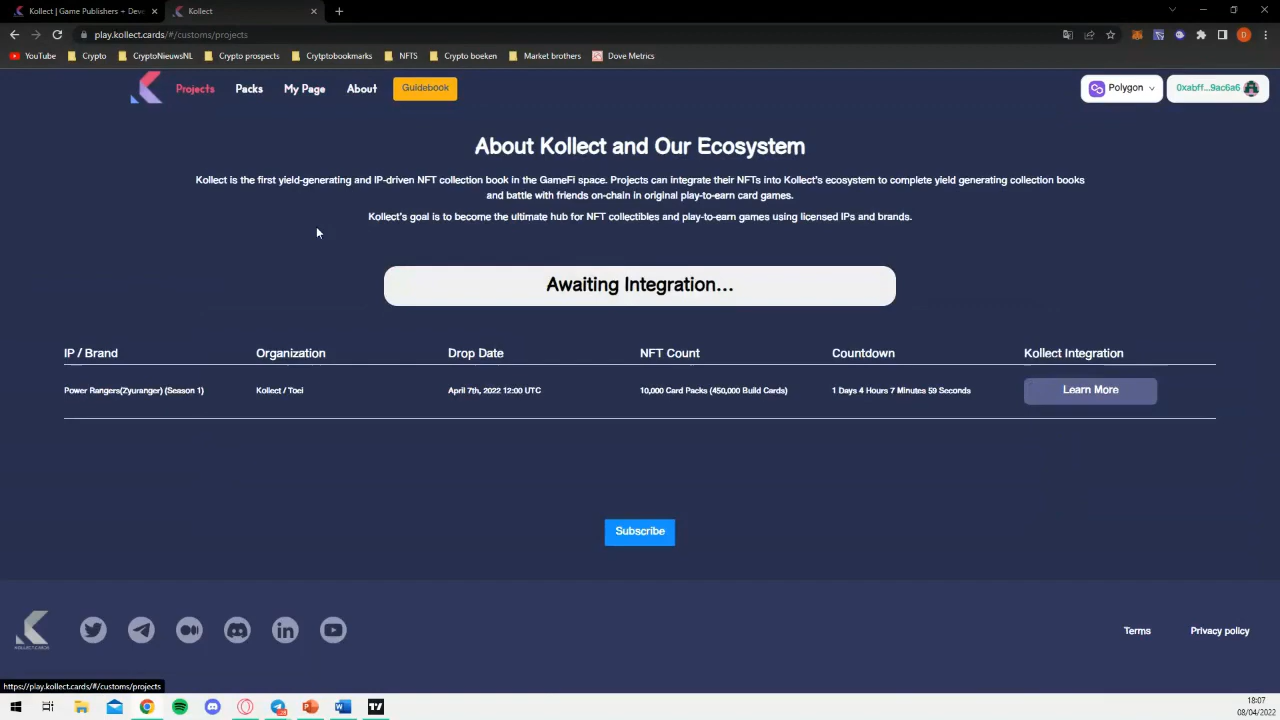 Kollect | Game Publishers + Deve
Kollect
play.kollect.cards/#/customs/projects
YouTube
Crypto
CryptoNieuwsNL
Crypto prospects
Cryptobookmarks
NFTS
Crypto boeken
Market brothers
Dove Metrics
Projects
Packs
My Page
About
Guidebook
Polygon
0xabff...9ac6a6
About Kollect and Our Ecosystem
Kollect is the first yield-generating and IP-driven NFT collection book in the GameFi space. Projects can integrate their NFTs into Kollect's ecosystem to complete yield generating collection books
and battle with friends on-chain in original play-to-earn card games.
Kollect's goal is to become the ultimate hub for NFT collectibles and play-to-earn games using licensed IPs and brands.
Awaiting Integration...
IP / Brand Organization Drop Date NFT Count Countdown Kollect Integration
Power Rangers(Zyuranger) (Season 1) Kollect / Toei April 7th, 2022 12:00 UTC 10,000 Card Packs (450,000 Build Cards) 1 Days 4 Hours 7 Minutes 59 Seconds Learn More
Subscribe
KOLLECT.CARDS
Terms
Privacy policy
https://play.kollect.cards/#/customs/projects
18:07
08/04/2022